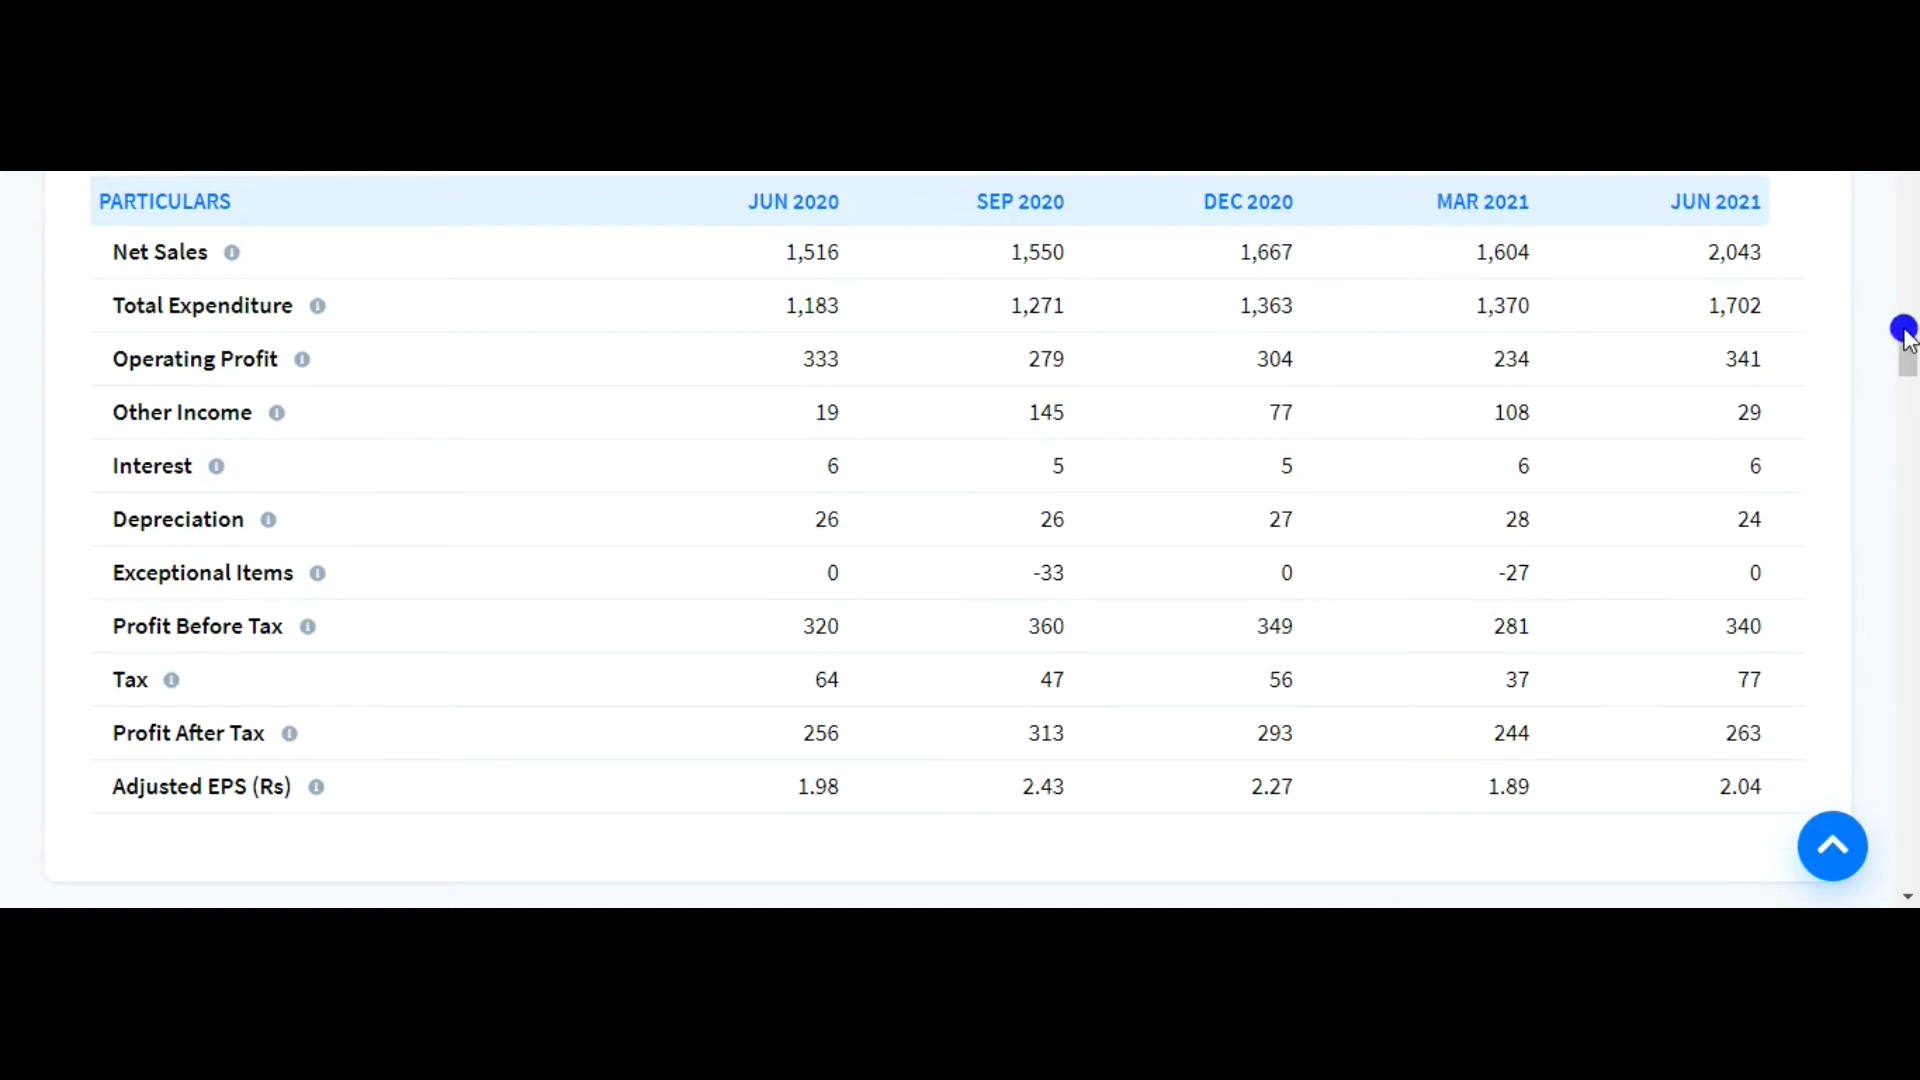 PARTICULARS JUN 2020 SEP 2020 DEC 2020 MAR 2021 JUN 2021
Net Sales 1,516 1,550 1,667 1,604 2,043
Total Expenditure 1,183 1,271 1,363 1,370 1,702
Operating Profit 333 279 304 234 341
Other Income 19 145 77 108 29
Interest 6 5 5 6 6
Depreciation 26 26 27 28 24
Exceptional Items 0 -33 0 -27 0
Profit Before Tax 320 360 349 281 340
Tax 64 47 56 37 77
Profit After Tax 256 313 293 244 263
Adjusted EPS (Rs) 1.98 2.43 2.27 1.89 2.04